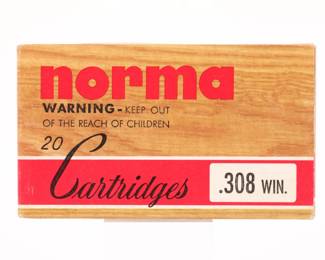 norma
WARNING-KEEP OUT
OF THE REACH OF CHILDREN
20
Cartridges
.308 WIN.